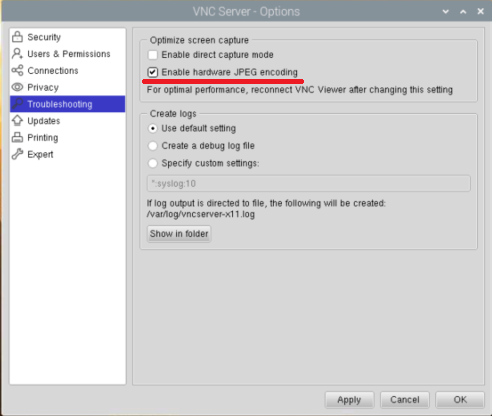 VNC Server - Options
Security
Users & Permissions
Connections
Privacy
Troubleshooting
Updates
Printing
Expert
Optimize screen capture
Enable direct capture mode
Enable hardware JPEG encoding
For optimal performance, reconnect VNC Viewer after changing this setting
Create logs
Use default setting
Create a debug log file
Specify custom settings:
*:syslog:10
If log output is directed to file, the following will be created:
/var/log/vncserver-x11.log
Show in folder
Apply
Cancel
OK